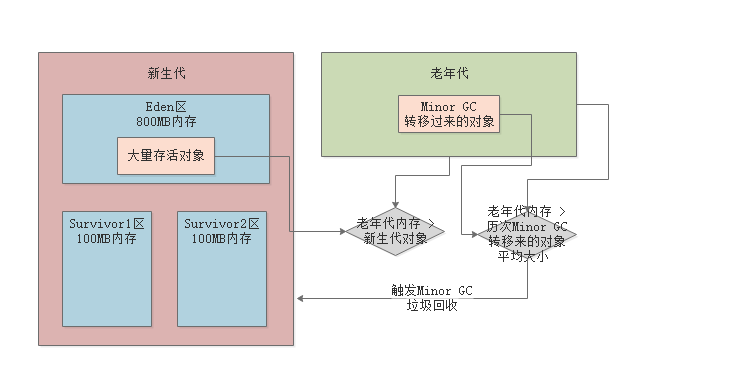 新生代
Eden区
800MB内存
大量存活对象
Survivor1区
100MB内存
Survivor2区
100MB内存
老年代
Minor GC
转移过来的对象
老年代内存 >
新生代对象
老年代内存 >
历次Minor GC
转移来的对象
平均大小
触发Minor GC
垃圾回收